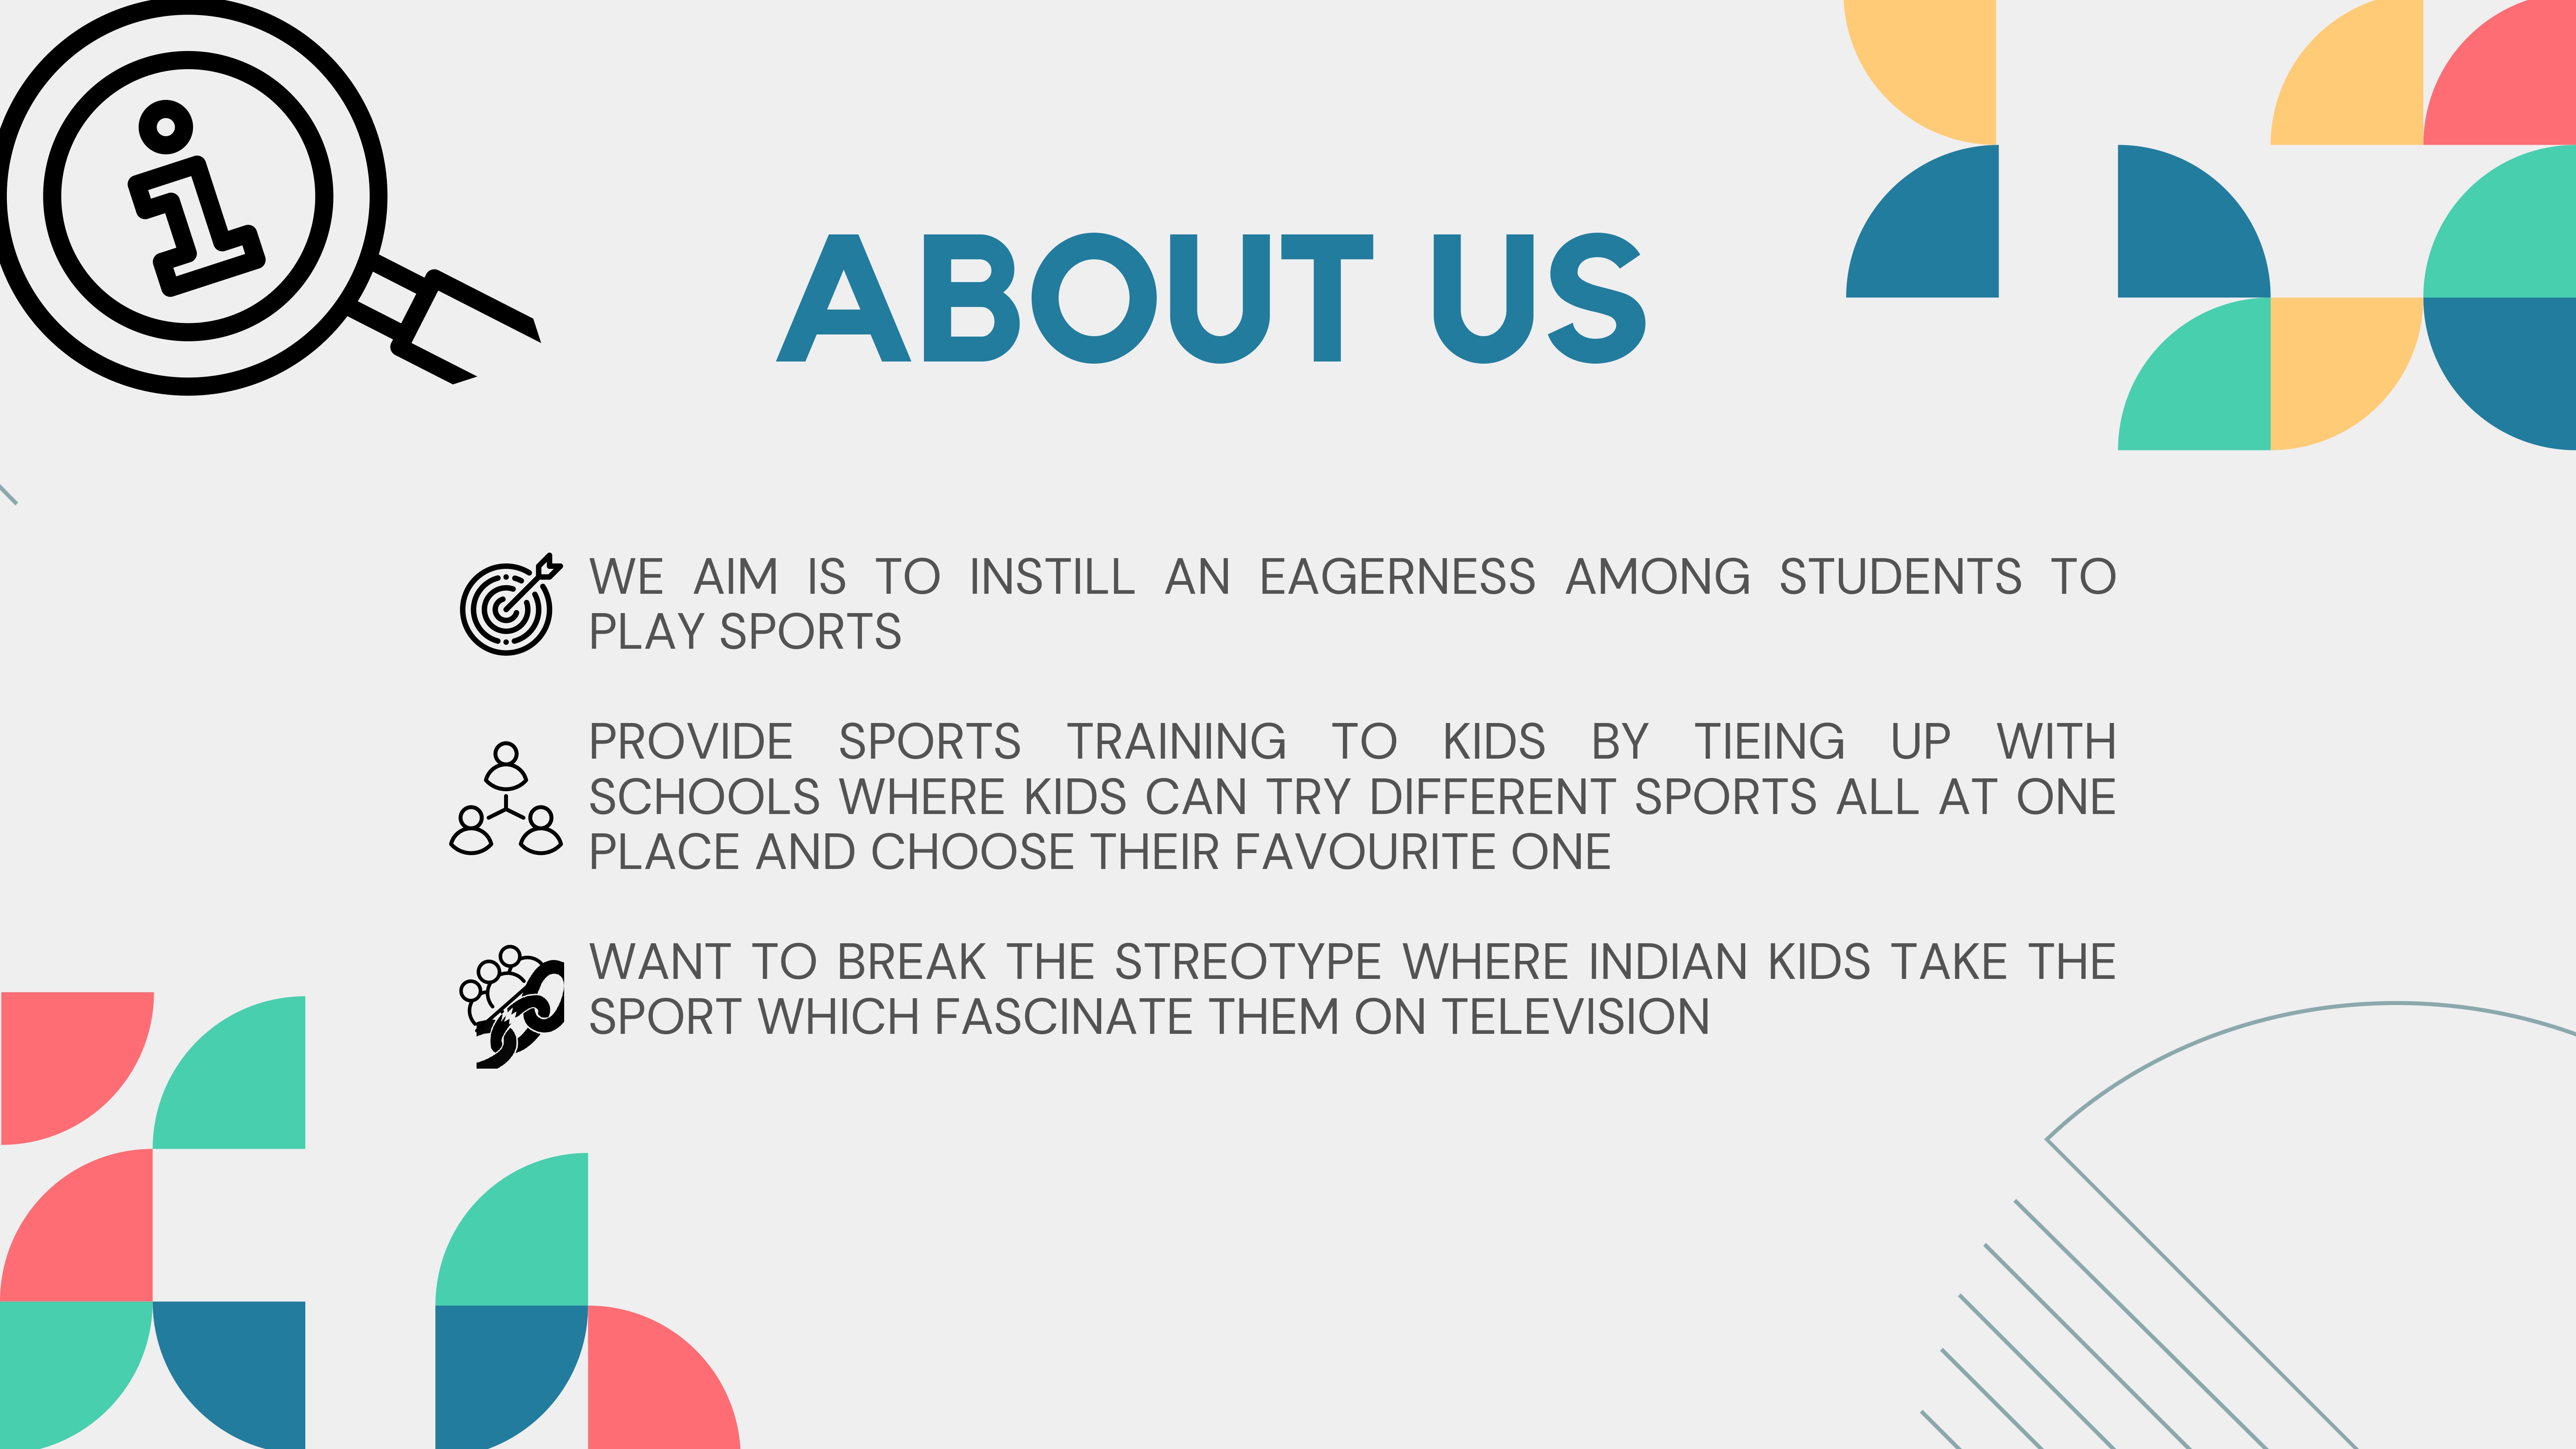 ABOUT US
WE AIM IS TO INSTILL AN EAGERNESS AMONG STUDENTS TO
PLAY SPORTS
PROVIDE SPORTS TRAINING TO KIDS BY TIEING UP WITH
SCHOOLS WHERE KIDS CAN TRY DIFFERENT SPORTS ALL AT ONE
PLACE AND CHOOSE THEIR FAVOURITE ONE
WANT TO BREAK THE STREOTYPE WHERE INDIAN KIDS TAKE THE
SPORT WHICH FASCINATE THEM ON TELEVISION